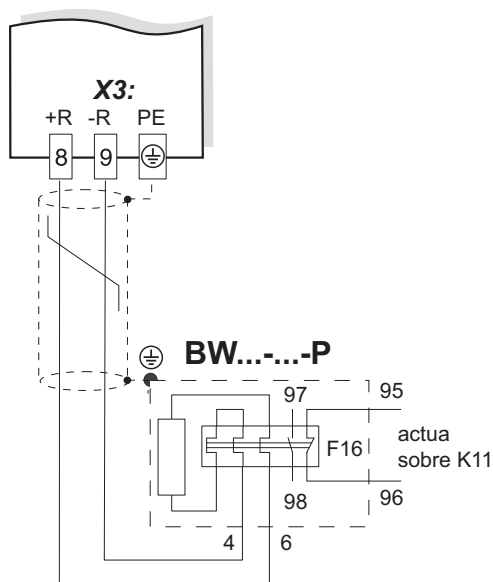 X3:
+R -R PE
8 9
BW...-...-P
97 95
F16
actua
sobre K11
98 96
4 6